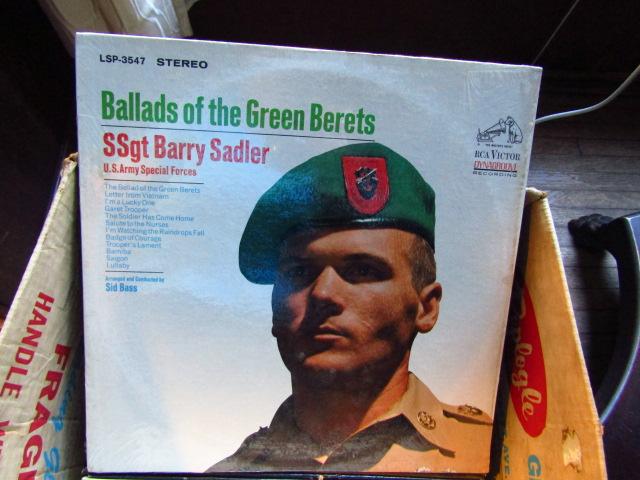 LSP-3547 STEREO
Ballads of the Green Berets
SSgt Barry Sadler
U.S. Army Special Forces
The Ballad of the Green Berets
Letter from Vietnam
I'm a Lucky One
Garet Trooper
The Soldier Has Come Home
Salute to the Nurses
I'm Watching the Raindrops Fall
Badge of Courage
Trooper's Lament
Bamiba
Saigon
Lullaby
Arranged and Conducted by
Sid Bass
RCA VICTOR
DYNAGROOVE
RECORDING
HANDLE
FRAG